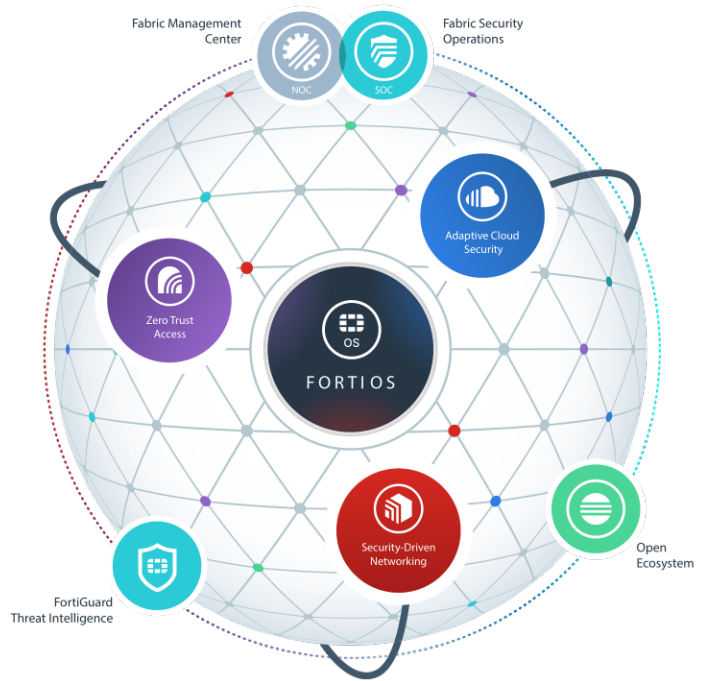 Fabric Management
Center
Fabric Security
Operations
NOC
SOC
Adaptive Cloud
Security
Zero Trust
Access
OS
FORTIOS
Security-Driven
Networking
Open
Ecosystem
FortiGuard
Threat Intelligence